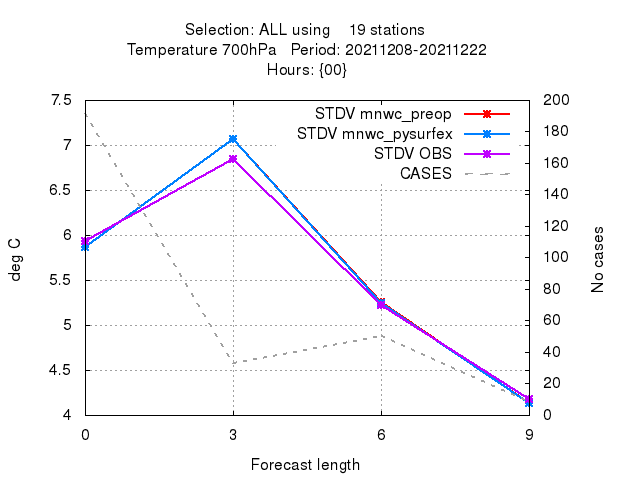 Selection: ALL using    19 stations
Temperature 700hPa   Period: 20211208-20211222
Hours: {00}
7.5
7
6.5
6
5.5
5
4.5
4
200
180
160
140
120
100
80
60
40
20
0
STDV mnwc_preop
STDV mnwc_pysurfex
STDV OBS
CASES
deg C
No cases
0
3
6
9
Forecast length